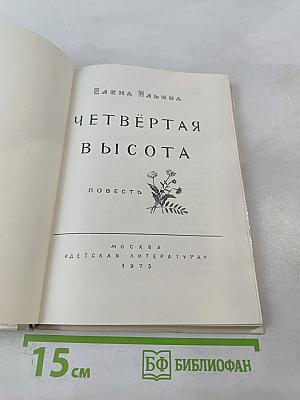 Елена Ильина
ЧЕТВЁРТАЯ
ВЫСОТА
ПОВЕСТЬ
МОСКВА
«ДЕТСКАЯ ЛИТЕРАТУРА»
1975
15 см
БФ БИБЛИОФАН